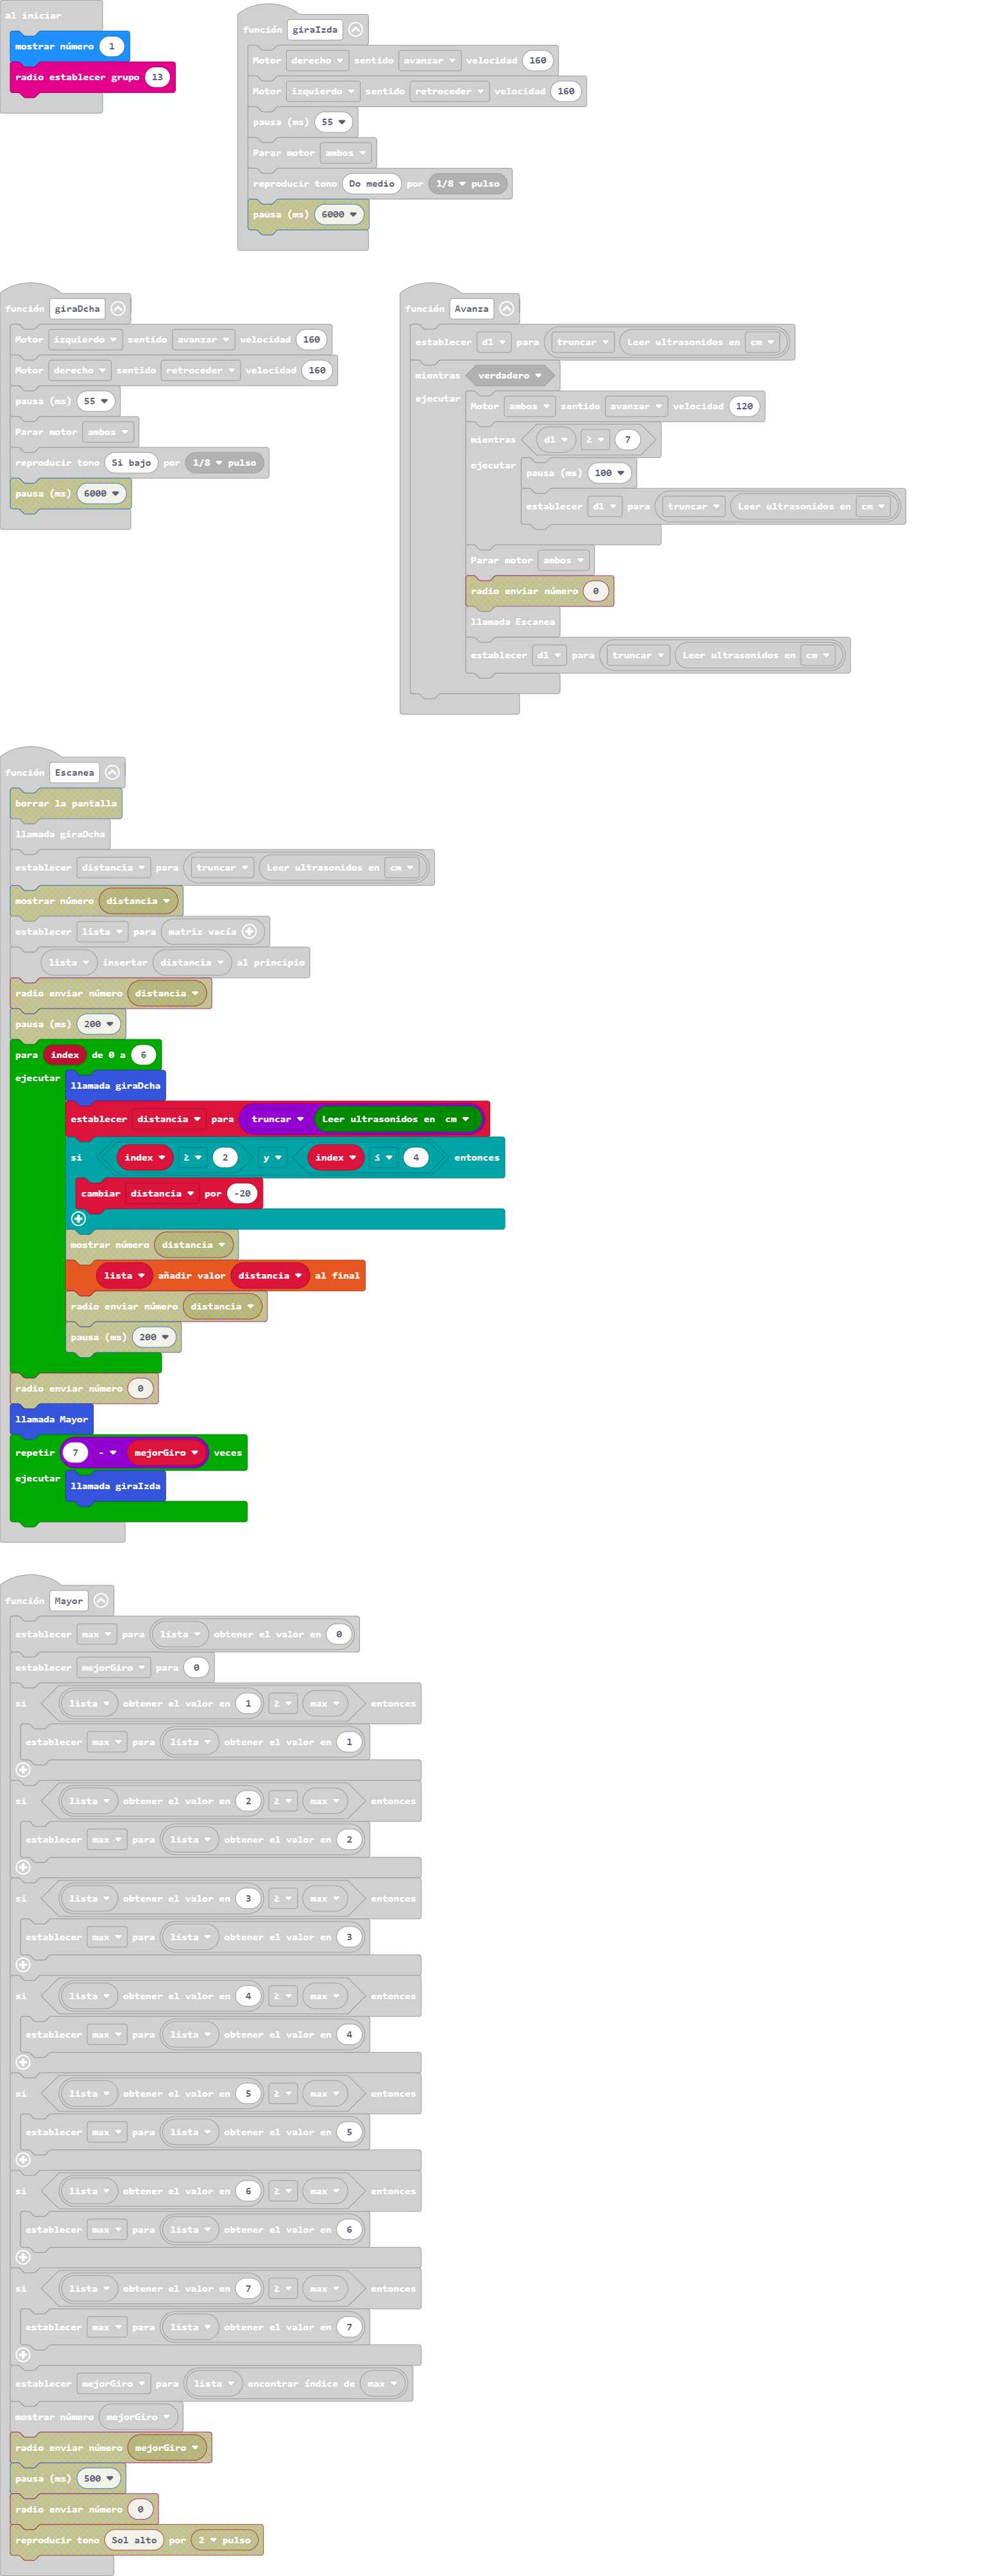 al iniciar
mostrar número 1
radio establecer grupo 13
función giraIzda
Motor derecho sentido avanzar velocidad 160
Motor izquierdo sentido retroceder velocidad 160
pausa (ms) 55
Parar motor ambos
reproducir tono Do medio por 1/8 pulso
pausa (ms) 6000
función giraDcha
Motor izquierdo sentido avanzar velocidad 160
Motor derecho sentido retroceder velocidad 160
pausa (ms) 55
Parar motor ambos
reproducir tono Si bajo por 1/8 pulso
pausa (ms) 6000
función Avanza
establecer d1 para truncar Leer ultrasonidos en cm
mientras verdadero
ejecutar Motor ambos sentido avanzar velocidad 120
mientras d1 ≥ 7
ejecutar pausa (ms) 100
establecer d1 para truncar Leer ultrasonidos en cm
Parar motor ambos
radio enviar número 0
llamada Escanea
establecer d1 para truncar Leer ultrasonidos en cm
función Escanea
borrar la pantalla
llamada giraDcha
establecer distancia para truncar Leer ultrasonidos en cm
mostrar número distancia
establecer lista para matriz vacía
lista insertar distancia al principio
radio enviar número distancia
pausa (ms) 200
para index de 0 a 6
ejecutar llamada giraDcha
establecer distancia para truncar Leer ultrasonidos en cm
si index ≥ 2 y index ≤ 4 entonces
cambiar distancia por -20
mostrar número distancia
lista añadir valor distancia al final
radio enviar número distancia
pausa (ms) 200
radio enviar número 0
llamada Mayor
repetir 7 - mejorGiro veces
ejecutar llamada giraIzda
función Mayor
establecer max para lista obtener el valor en 0
establecer mejorGiro para 0
si lista obtener el valor en 1 ≥ max entonces
establecer max para lista obtener el valor en 1
si lista obtener el valor en 2 ≥ max entonces
establecer max para lista obtener el valor en 2
si lista obtener el valor en 3 ≥ max entonces
establecer max para lista obtener el valor en 3
si lista obtener el valor en 4 ≥ max entonces
establecer max para lista obtener el valor en 4
si lista obtener el valor en 5 ≥ max entonces
establecer max para lista obtener el valor en 5
si lista obtener el valor en 6 ≥ max entonces
establecer max para lista obtener el valor en 6
si lista obtener el valor en 7 ≥ max entonces
establecer max para lista obtener el valor en 7
establecer mejorGiro para lista encontrar índice de max
mostrar número mejorGiro
radio enviar número mejorGiro
pausa (ms) 500
radio enviar número 0
reproducir tono Sol alto por 2 pulso